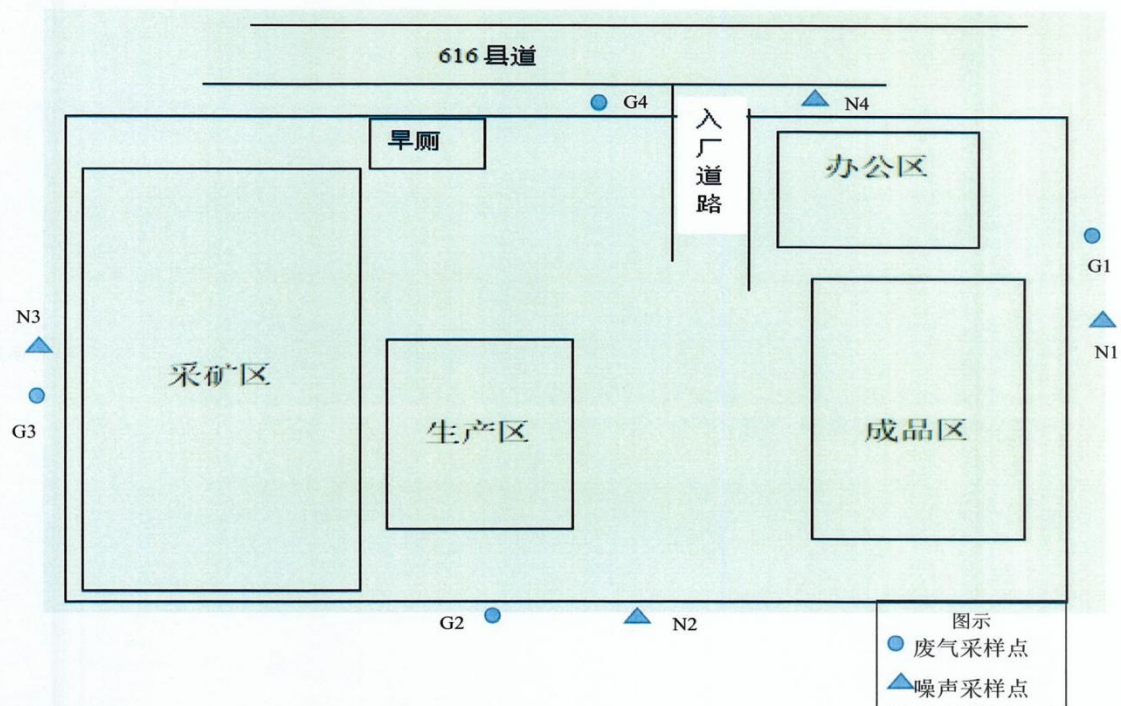 616县道
G4
N4
入厂道路
旱厕
办公区
G1
N3
N1
采矿区
G3
生产区
成品区
G2
N2
图示
废气采样点
噪声采样点